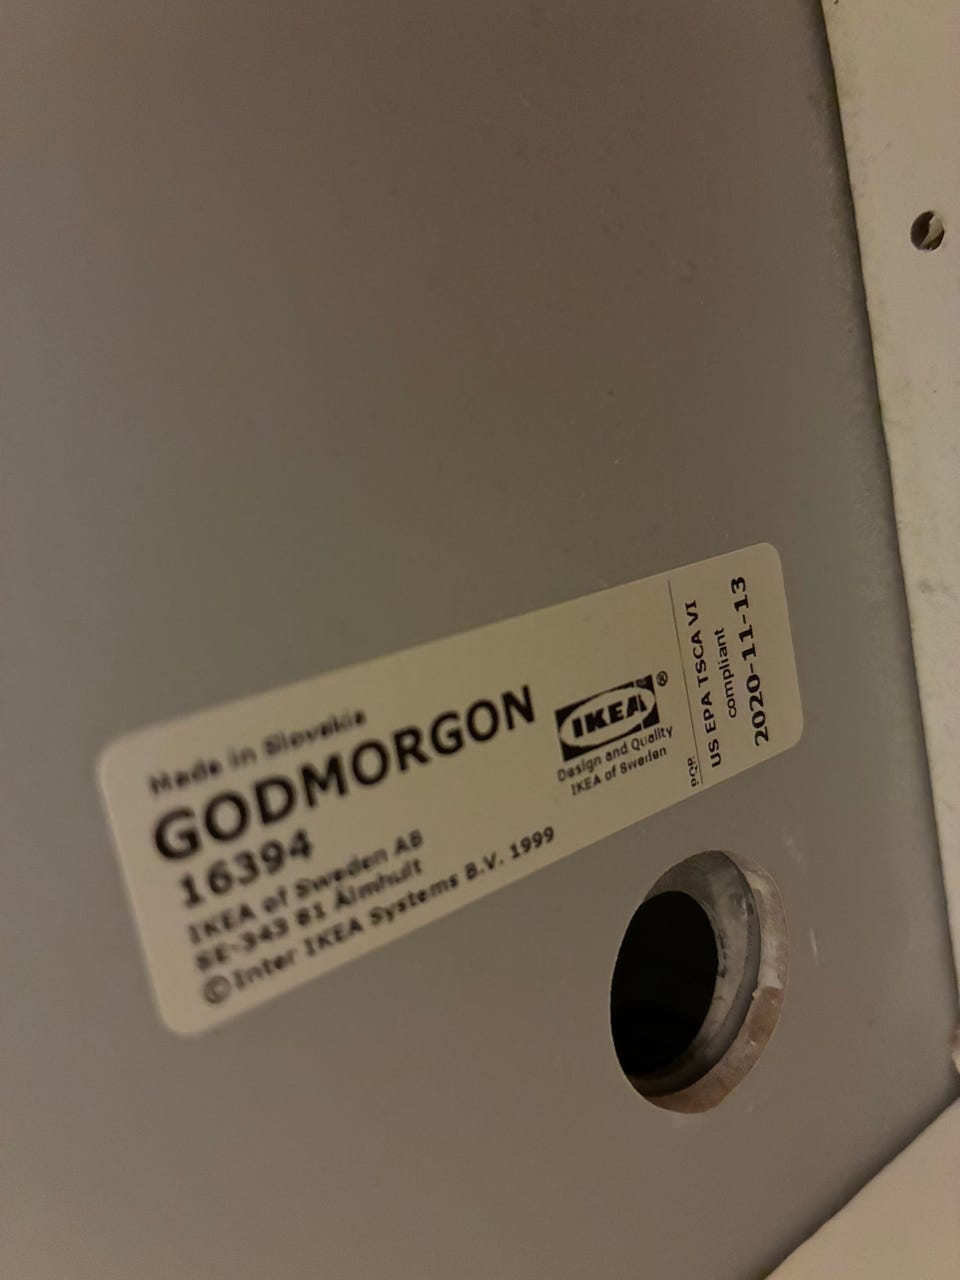 Made in Slovakia
GODMORGON
16394
IKEA of Sweden AB
SE-343 81 Älmhult
©Inter IKEA Systems B.V. 1999
IKEA®
Design and Quality
IKEA of Sweden
PQR
US EPA TSCA VI
compliant
2020-11-13